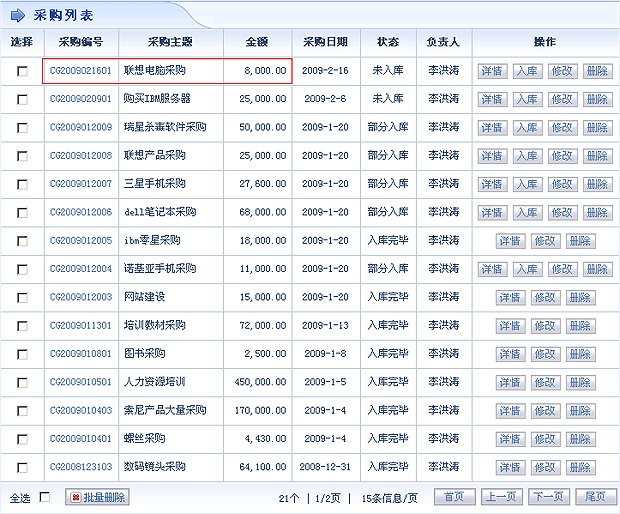 采购列表
选择 采购编号 采购主题 金额 采购日期 状态 负责人 操作
CG2009021601 联想电脑采购 8,000.00 2009-2-16 未入库 李洪涛 详情 入库 修改 删除
CG2009020901 购买IBM服务器 25,000.00 2009-2-6 未入库 李洪涛 详情 入库 修改 删除
CG2009012009 瑞星杀毒软件采购 50,000.00 2009-1-20 部分入库 李洪涛 详情 入库 修改 删除
CG2009012008 联想产品采购 25,000.00 2009-1-20 部分入库 李洪涛 详情 入库 修改 删除
CG2009012007 三星手机采购 27,600.00 2009-1-20 部分入库 李洪涛 详情 入库 修改 删除
CG2009012006 dell笔记本采购 68,000.00 2009-1-20 部分入库 李洪涛 详情 入库 修改 删除
CG2009012005 ibm零星采购 18,000.00 2009-1-20 入库完毕 李洪涛 详情 修改 删除
CG2009012004 诺基亚手机采购 11,000.00 2009-1-20 部分入库 李洪涛 详情 入库 修改 删除
CG2009012003 网站建设 15,000.00 2009-1-20 入库完毕 李洪涛 详情 修改 删除
CG2009011301 培训教材采购 72,000.00 2009-1-13 入库完毕 李洪涛 详情 修改 删除
CG2009010801 图书采购 2,500.00 2009-1-8 入库完毕 李洪涛 详情 修改 删除
CG2009010501 人力资源培训 450,000.00 2009-1-5 入库完毕 李洪涛 详情 修改 删除
CG2009010403 索尼产品大量采购 170,000.00 2009-1-4 入库完毕 李洪涛 详情 修改 删除
CG2009010401 螺丝采购 4,430.00 2009-1-4 入库完毕 李洪涛 详情 修改 删除
CG2008123103 数码镜头采购 64,100.00 2008-12-31 入库完毕 李洪涛 详情 修改 删除
全选 批量删除 21个 | 1/2页 | 15条信息/页 首页 上一页 下一页 尾页